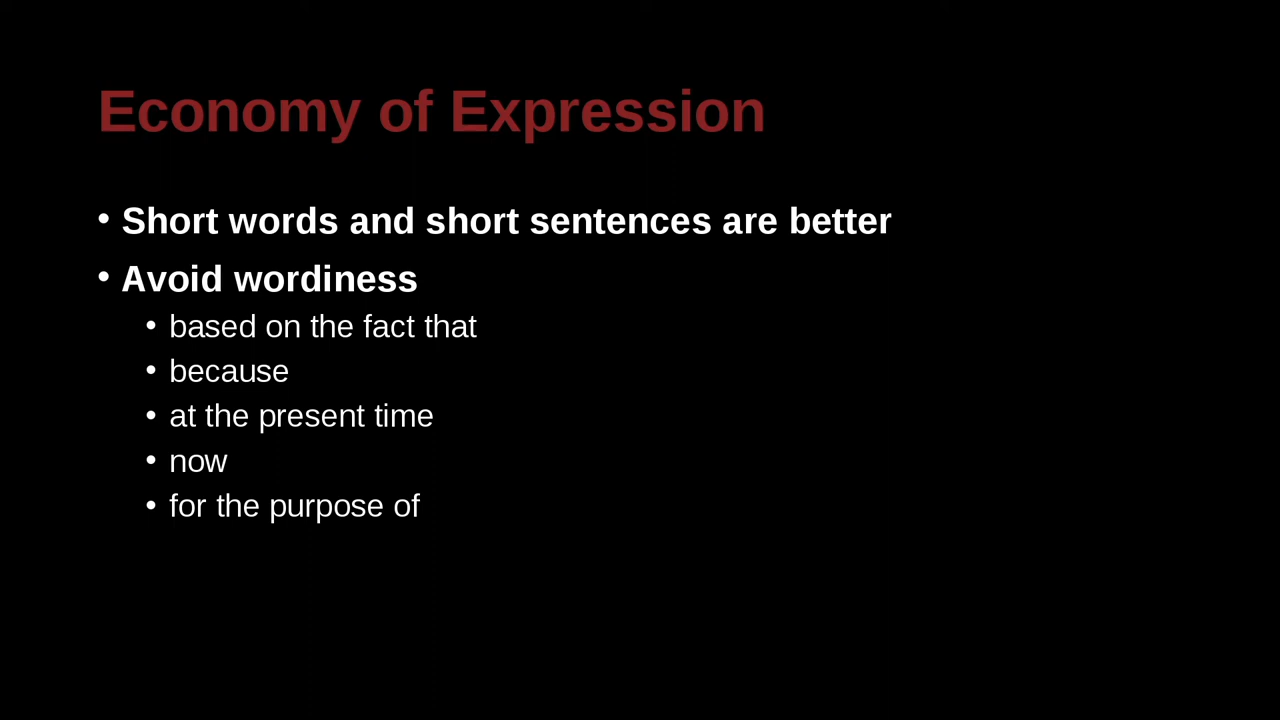 Economy of Expression
• Short words and short sentences are better
• Avoid wordiness
• based on the fact that
• because
• at the present time
• now
• for the purpose of